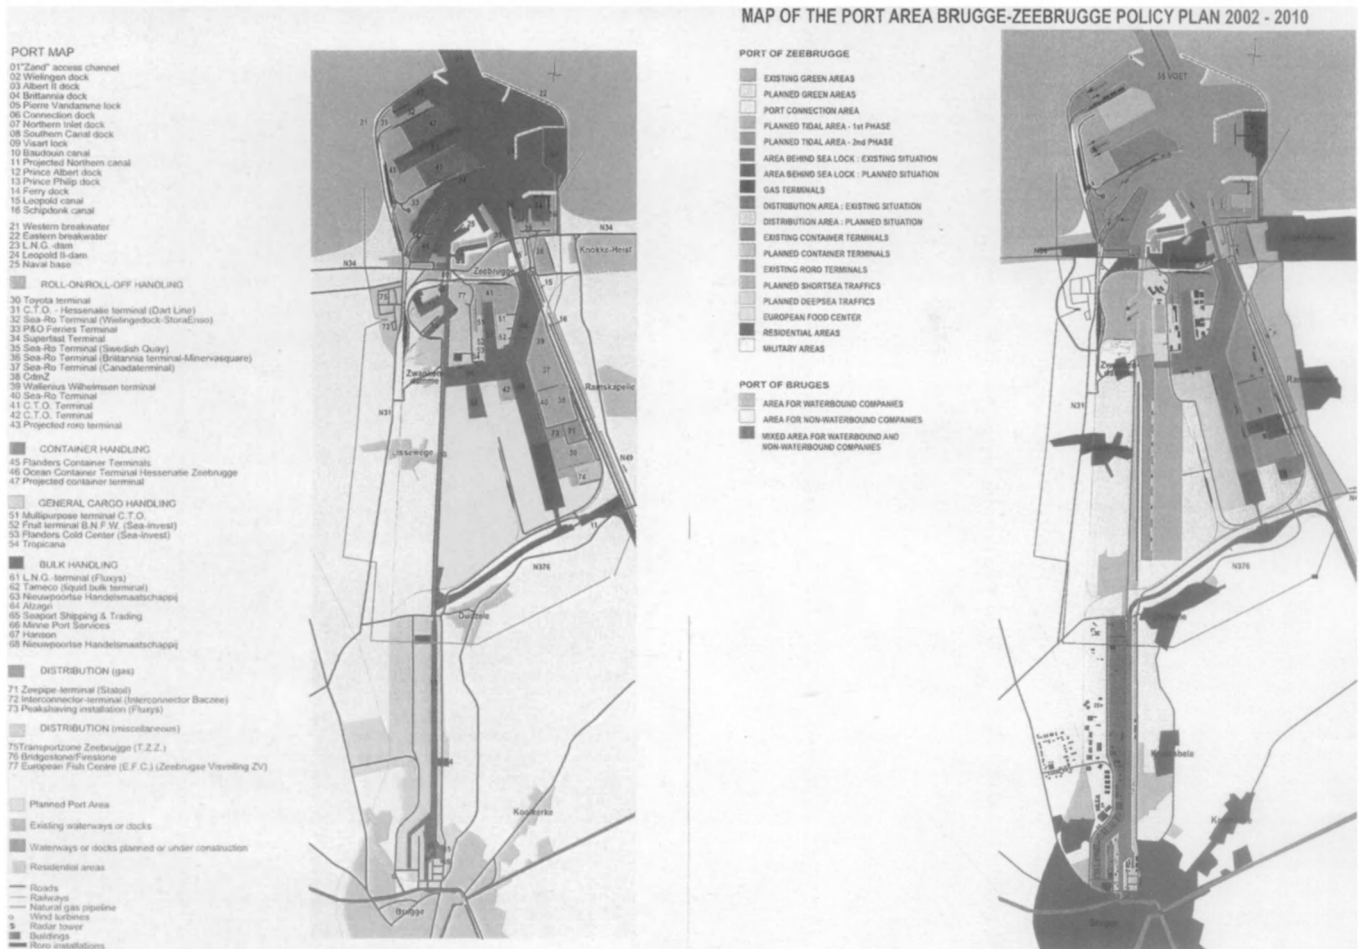 PORT MAP
01 "Zand" access channel
02 Wielingen dock
03 Albert II dock
04 Brittannia dock
05 Pierre Vandamme lock
06 Connection dock
07 Northern Inlet dock
08 Southern Canal dock
09 Visart lock
10 Baudouin canal
11 Projected Northern canal
12 Prince Albert dock
13 Prince Philip dock
14 Ferry dock
15 Leopold canal
16 Schipdonk canal
21 Western breakwater
22 Eastern breakwater
23 L.N.G. -dam
24 Leopold II-dam
25 Naval base
ROLL-ON/ROLL-OFF HANDLING
30 Toyota terminal
31 C.T.O. - Hessenatie terminal (Dart Line)
32 Sea-Ro Terminal (Wielingedock-StoraEnso)
33 P&O Ferries Terminal
34 Superfast Terminal
35 Sea-Ro Terminal (Swedish Quay)
36 Sea-Ro Terminal (Brittannia terminal-Minervasquare)
37 Sea-Ro Terminal (Canadaterminal)
38 CdmZ
39 Wallenius Wilhelmsen terminal
40 Sea-Ro Terminal
41 C.T.O. Terminal
42 C.T.O. Terminal
43 Projected roro terminal
CONTAINER HANDLING
45 Flanders Container Terminals
46 Ocean Container Terminal Hessenatie Zeebrugge
47 Projected container terminal
GENERAL CARGO HANDLING
51 Multipurpose terminal C.T.O.
52 Fruit terminal B.N.F.W. (Sea-Invest)
53 Flanders Cold Center (Sea-Invest)
54 Tropicana
BULK HANDLING
61 L.N.G.-terminal (Fluxys)
62 Tameco (liquid bulk terminal)
63 Nieuwpoortse Handelsmaatschappij
64 Alzagri
65 Seaport Shipping & Trading
66 Minne Port Services
67 Hanson
68 Nieuwpoortse Handelsmaatschappij
DISTRIBUTION (gas)
71 Zeepipe-terminal (Statoil)
72 Interconnector-terminal (Interconnector Baczee)
73 Peakshaving installation (Fluxys)
DISTRIBUTION (miscellaneous)
75 Transportzone Zeebrugge (T.Z.Z.)
76 Bridgestone/Firestone
77 European Fish Centre (E.F.C.) (Zeebrugse Visveiling ZV)
Planned Port Area
Existing waterways or docks
Waterways or docks planned or under construction
Residential areas
Roads
Railways
Natural gas pipeline
Wind turbines
Radar tower
Buildings
Roro installations
N34
N34
Knokke-Heist
Zeebrugge
Zwankendamme
Ramskapelle
N31
Lissewege
N49
N376
Dudzele
Koolkerke
Brugge
MAP OF THE PORT AREA BRUGGE-ZEEBRUGGE POLICY PLAN 2002 - 2010
PORT OF ZEEBRUGGE
EXISTING GREEN AREAS
PLANNED GREEN AREAS
PORT CONNECTION AREA
PLANNED TIDAL AREA - 1st PHASE
PLANNED TIDAL AREA - 2nd PHASE
AREA BEHIND SEA LOCK : EXISTING SITUATION
AREA BEHIND SEA LOCK : PLANNED SITUATION
GAS TERMINALS
DISTRIBUTION AREA : EXISTING SITUATION
DISTRIBUTION AREA : PLANNED SITUATION
EXISTING CONTAINER TERMINALS
PLANNED CONTAINER TERMINALS
EXISTING RORO TERMINALS
PLANNED SHORTSEA TRAFFICS
PLANNED DEEPSEA TRAFFICS
EUROPEAN FOOD CENTER
RESIDENTIAL AREAS
MILITARY AREAS
PORT OF BRUGES
AREA FOR WATERBOUND COMPANIES
AREA FOR NON-WATERBOUND COMPANIES
MIXED AREA FOR WATERBOUND AND
NON-WATERBOUND COMPANIES
55 VOET
N34
N34
N31
N376